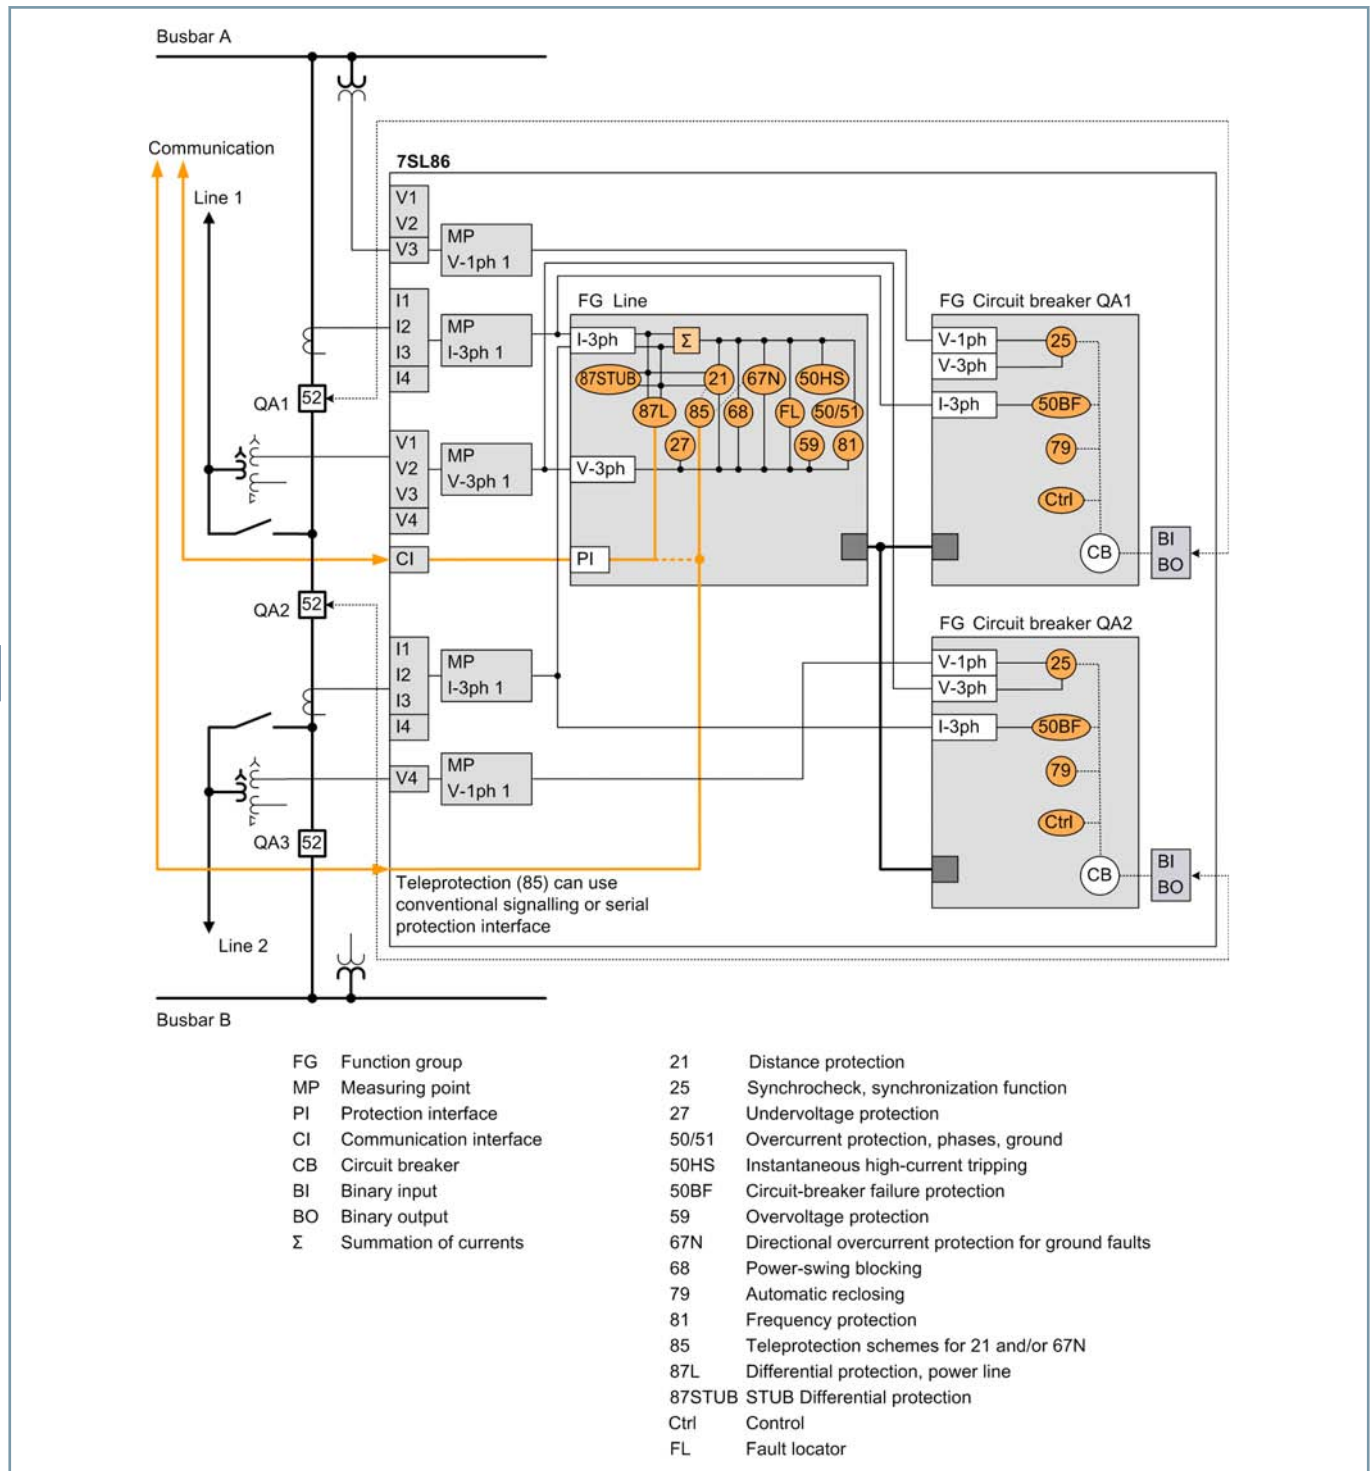 Busbar A
Communication
Line 1
7SL86
V1
V2
V3
MP
V-1ph 1
I1
I2
I3
I4
MP
I-3ph 1
QA1
52
V1
V2
V3
V4
MP
V-3ph 1
CI
QA2
52
I1
I2
I3
I4
MP
I-3ph 1
V4
MP
V-1ph 1
QA3
52
Line 2
Teleprotection (85) can use
conventional signalling or serial
protection interface
Busbar B
FG Line
I-3ph
Σ
87STUB
21
67N
50HS
87L
85
68
FL
50/51
27
59
81
V-3ph
PI
FG Circuit breaker QA1
V-1ph
V-3ph
25
I-3ph
50BF
79
Ctrl
CB
BI
BO
FG Circuit breaker QA2
V-1ph
V-3ph
25
I-3ph
50BF
79
Ctrl
CB
BI
BO
FG Function group
MP Measuring point
PI Protection interface
CI Communication interface
CB Circuit breaker
BI Binary input
BO Binary output
Σ Summation of currents
21 Distance protection
25 Synchrocheck, synchronization function
27 Undervoltage protection
50/51 Overcurrent protection, phases, ground
50HS Instantaneous high-current tripping
50BF Circuit-breaker failure protection
59 Overvoltage protection
67N Directional overcurrent protection for ground faults
68 Power-swing blocking
79 Automatic reclosing
81 Frequency protection
85 Teleprotection schemes for 21 and/or 67N
87L Differential protection, power line
87STUB STUB Differential protection
Ctrl Control
FL Fault locator